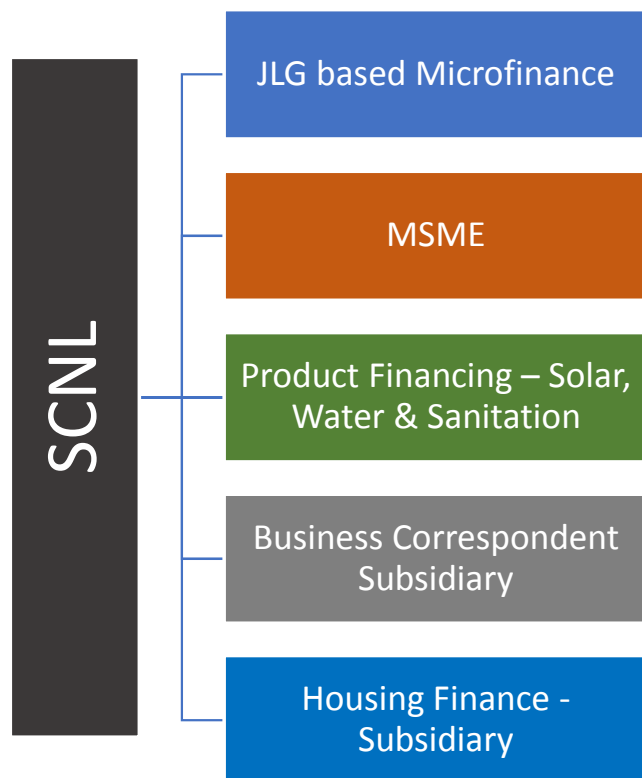 SCNL
JLG based Microfinance
MSME
Product Financing – Solar,
Water & Sanitation
Business Correspondent
Subsidiary
Housing Finance -
Subsidiary